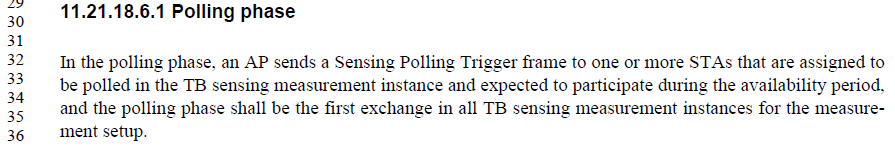 29
30 11.21.18.6.1 Polling phase
31
32 In the polling phase, an AP sends a Sensing Polling Trigger frame to one or more STAs that are assigned to
33 be polled in the TB sensing measurement instance and expected to participate during the availability period,
34
35 and the polling phase shall be the first exchange in all TB sensing measurement instances for the measure-
36 ment setup.